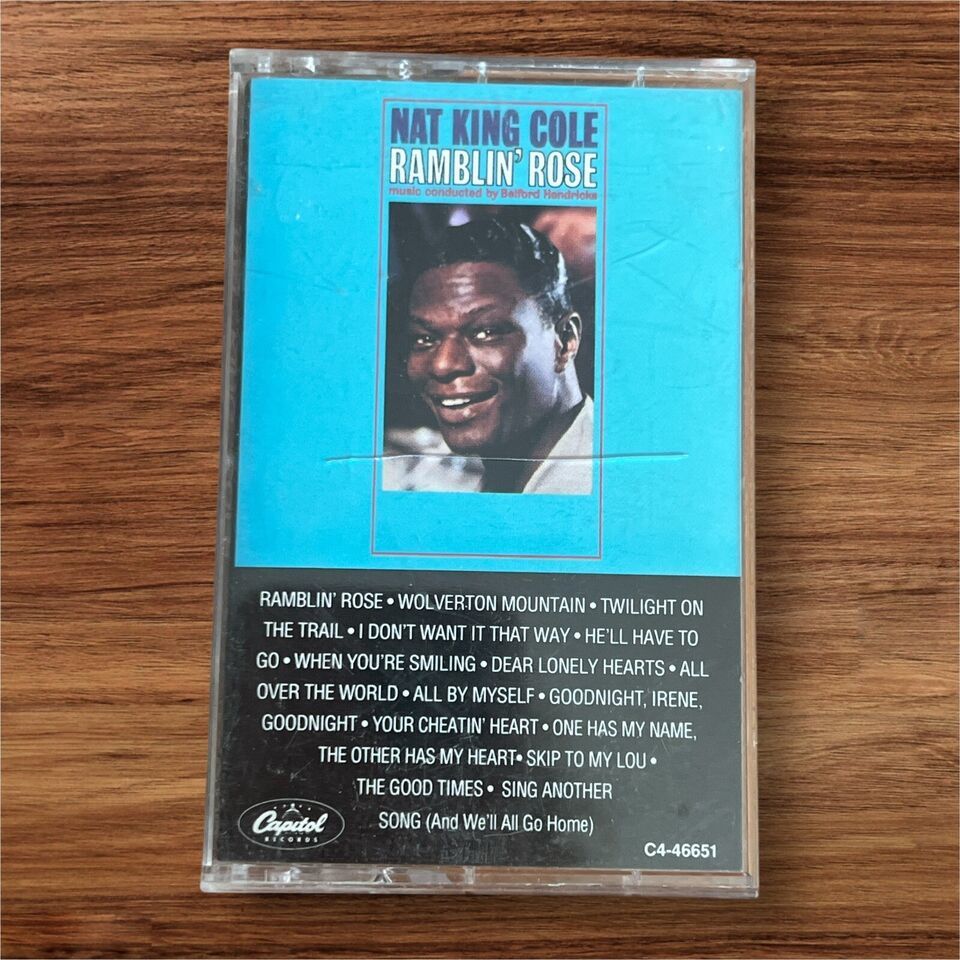 NAT KING COLE
RAMBLIN' ROSE
music conducted by Belford Hendricks
RAMBLIN' ROSE • WOLVERTON MOUNTAIN • TWILIGHT ON
THE TRAIL • I DON'T WANT IT THAT WAY • HE'LL HAVE TO
GO • WHEN YOU'RE SMILING • DEAR LONELY HEARTS • ALL
OVER THE WORLD • ALL BY MYSELF • GOODNIGHT, IRENE,
GOODNIGHT • YOUR CHEATIN' HEART • ONE HAS MY NAME,
THE OTHER HAS MY HEART• SKIP TO MY LOU •
THE GOOD TIMES • SING ANOTHER
SONG (And We'll All Go Home)
Capitol
RECORDS
C4-46651